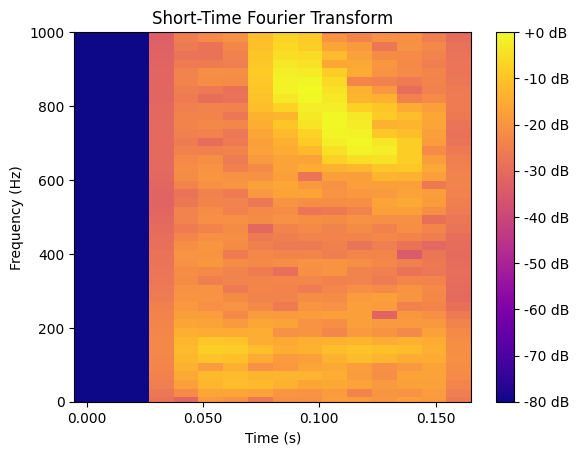 Short-Time Fourier Transform
1000
800
600
400
200
0
Frequency (Hz)
0.000
0.050
0.100
0.150
Time (s)
+0 dB
-10 dB
-20 dB
-30 dB
-40 dB
-50 dB
-60 dB
-70 dB
-80 dB